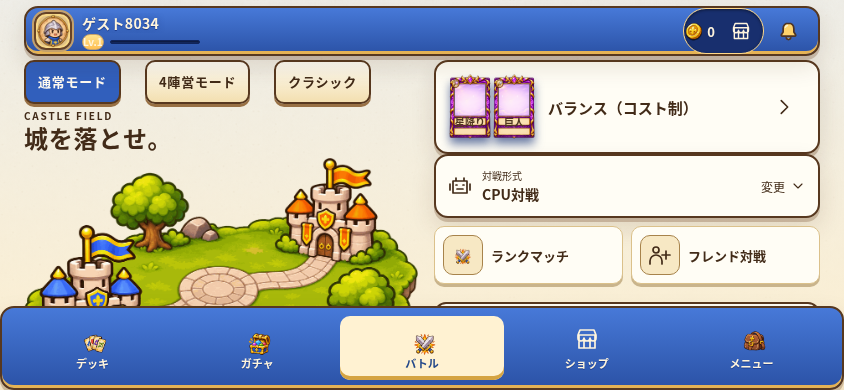 ゲスト8034
Lv.1
0
通常モード
4陣営モード
クラシック
CASTLE FIELD
城を落とせ。
巨人
バランス（コスト制）
対戦形式
CPU対戦
変更
ランクマッチ
フレンド対戦
デッキ
ガチャ
バトル
ショップ
メニュー